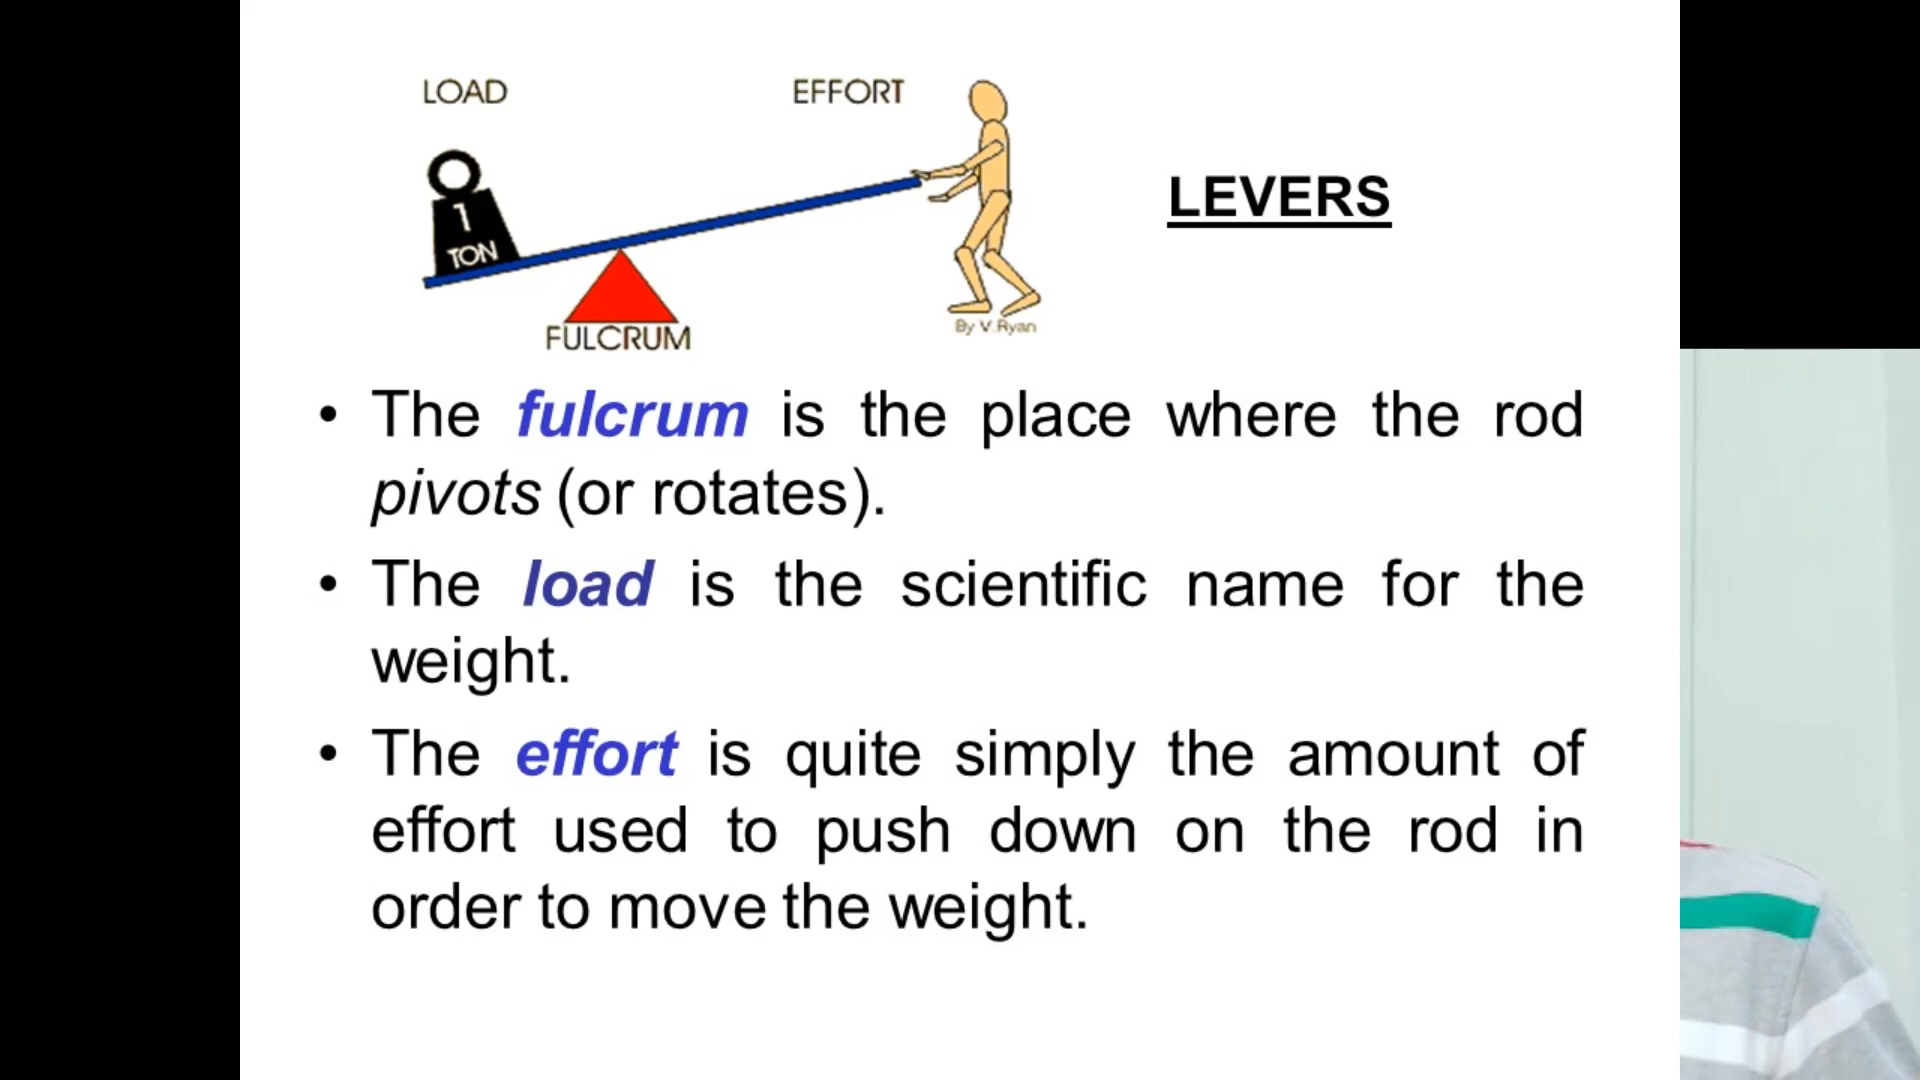 LOAD
EFFORT
LEVERS
1
TON
By V.Ryan
FULCRUM
• The fulcrum is the place where the rod
pivots (or rotates).
• The load is the scientific name for the
weight.
• The effort is quite simply the amount of
effort used to push down on the rod in
order to move the weight.